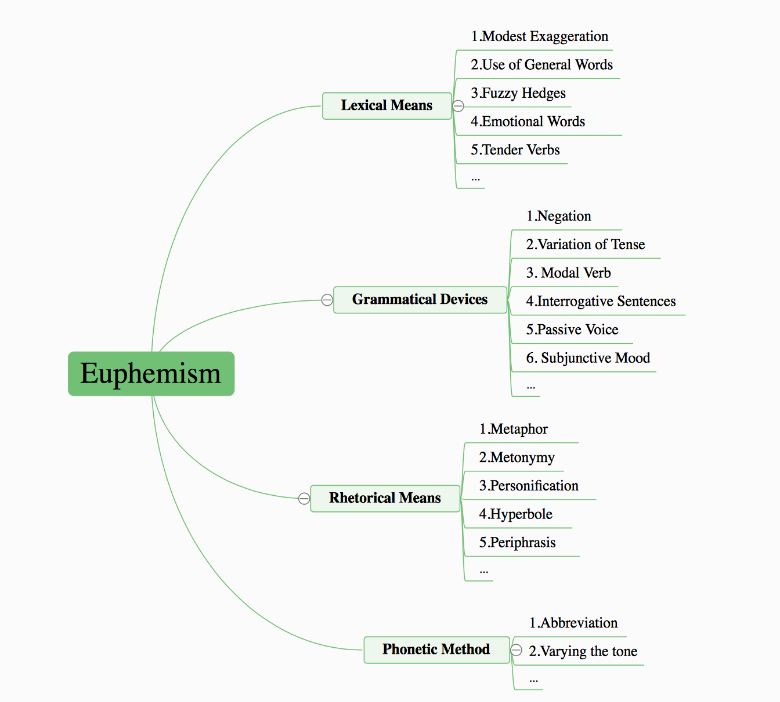 Euphemism
Lexical Means
1.Modest Exaggeration
2.Use of General Words
3.Fuzzy Hedges
4.Emotional Words
5.Tender Verbs
...
Grammatical Devices
1.Negation
2.Variation of Tense
3. Modal Verb
4.Interrogative Sentences
5.Passive Voice
6. Subjunctive Mood
...
Rhetorical Means
1.Metaphor
2.Metonymy
3.Personification
4.Hyperbole
5.Periphrasis
...
Phonetic Method
1.Abbreviation
2.Varying the tone
...